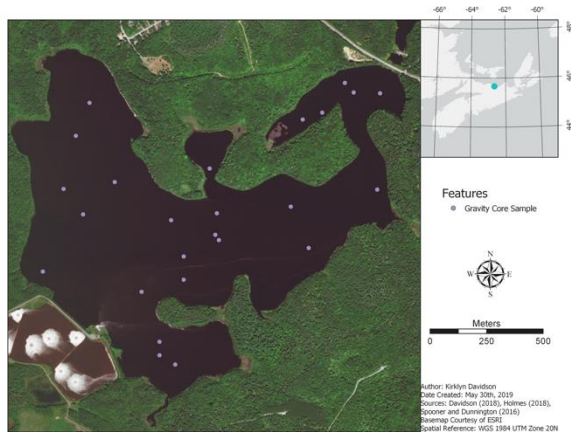 -66° -64° -62° -60°
48°
46°
44°
Features
Gravity Core Sample
N
W E
S
Meters
0 250 500
Author: Kirklyn Davidson
Date Created: May 30th, 2019
Sources: Davidson (2018), Holmes (2018),
Spooner and Dunnington (2016)
Basemap Courtesy of ESRI
Spatial Reference: WGS 1984 UTM Zone 20N